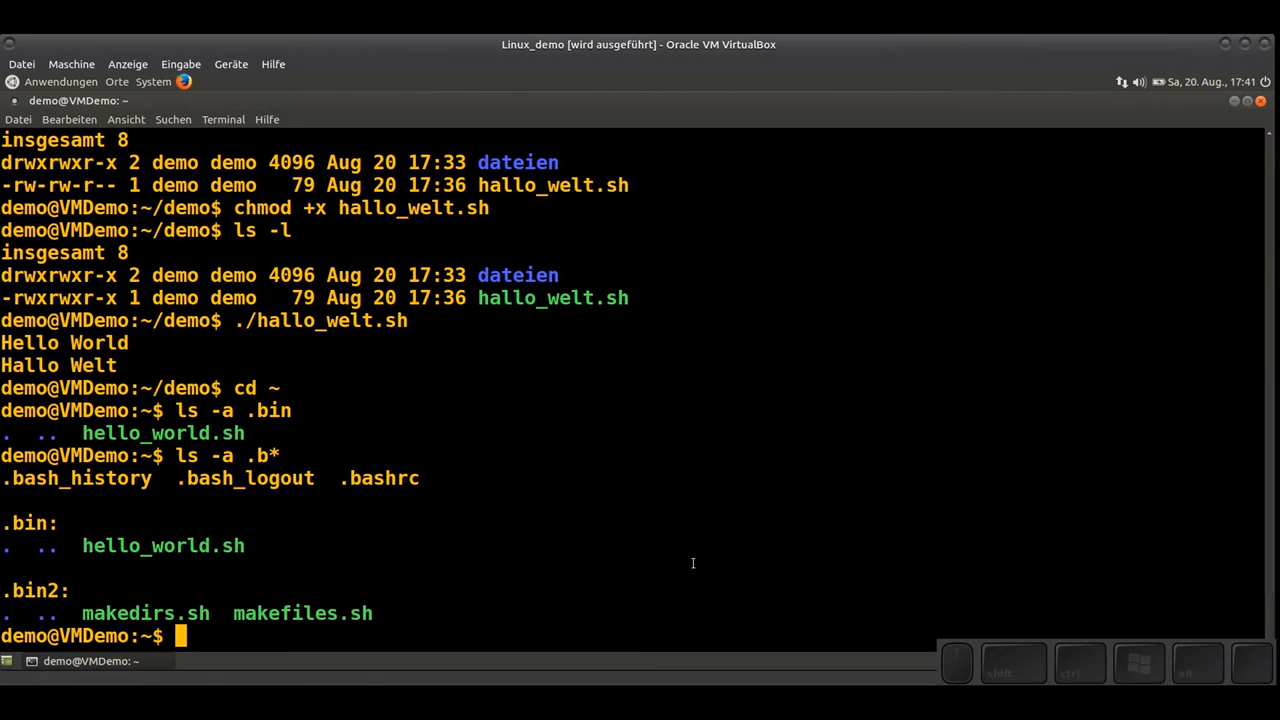 Linux_demo [wird ausgeführt] - Oracle VM VirtualBox
Datei Maschine Anzeige Eingabe Geräte Hilfe
Anwendungen Orte System Sa, 20. Aug., 17:41
demo@VMDemo: ~
Datei Bearbeiten Ansicht Suchen Terminal Hilfe
insgesamt 8
drwxrwxr-x 2 demo demo 4096 Aug 20 17:33 dateien
-rw-rw-r-- 1 demo demo   79 Aug 20 17:36 hallo_welt.sh
demo@VMDemo:~/demo$ chmod +x hallo_welt.sh
demo@VMDemo:~/demo$ ls -l
insgesamt 8
drwxrwxr-x 2 demo demo 4096 Aug 20 17:33 dateien
-rwxrwxr-x 1 demo demo   79 Aug 20 17:36 hallo_welt.sh
demo@VMDemo:~/demo$ ./hallo_welt.sh
Hello World
Hallo Welt
demo@VMDemo:~/demo$ cd ~
demo@VMDemo:~$ ls -a .bin
.  ..  hello_world.sh
demo@VMDemo:~$ ls -a .b*
.bash_history  .bash_logout  .bashrc
.bin:
.  ..  hello_world.sh
.bin2:
.  ..  makedirs.sh  makefiles.sh
demo@VMDemo:~$
demo@VMDemo: ~
shift ctrl alt